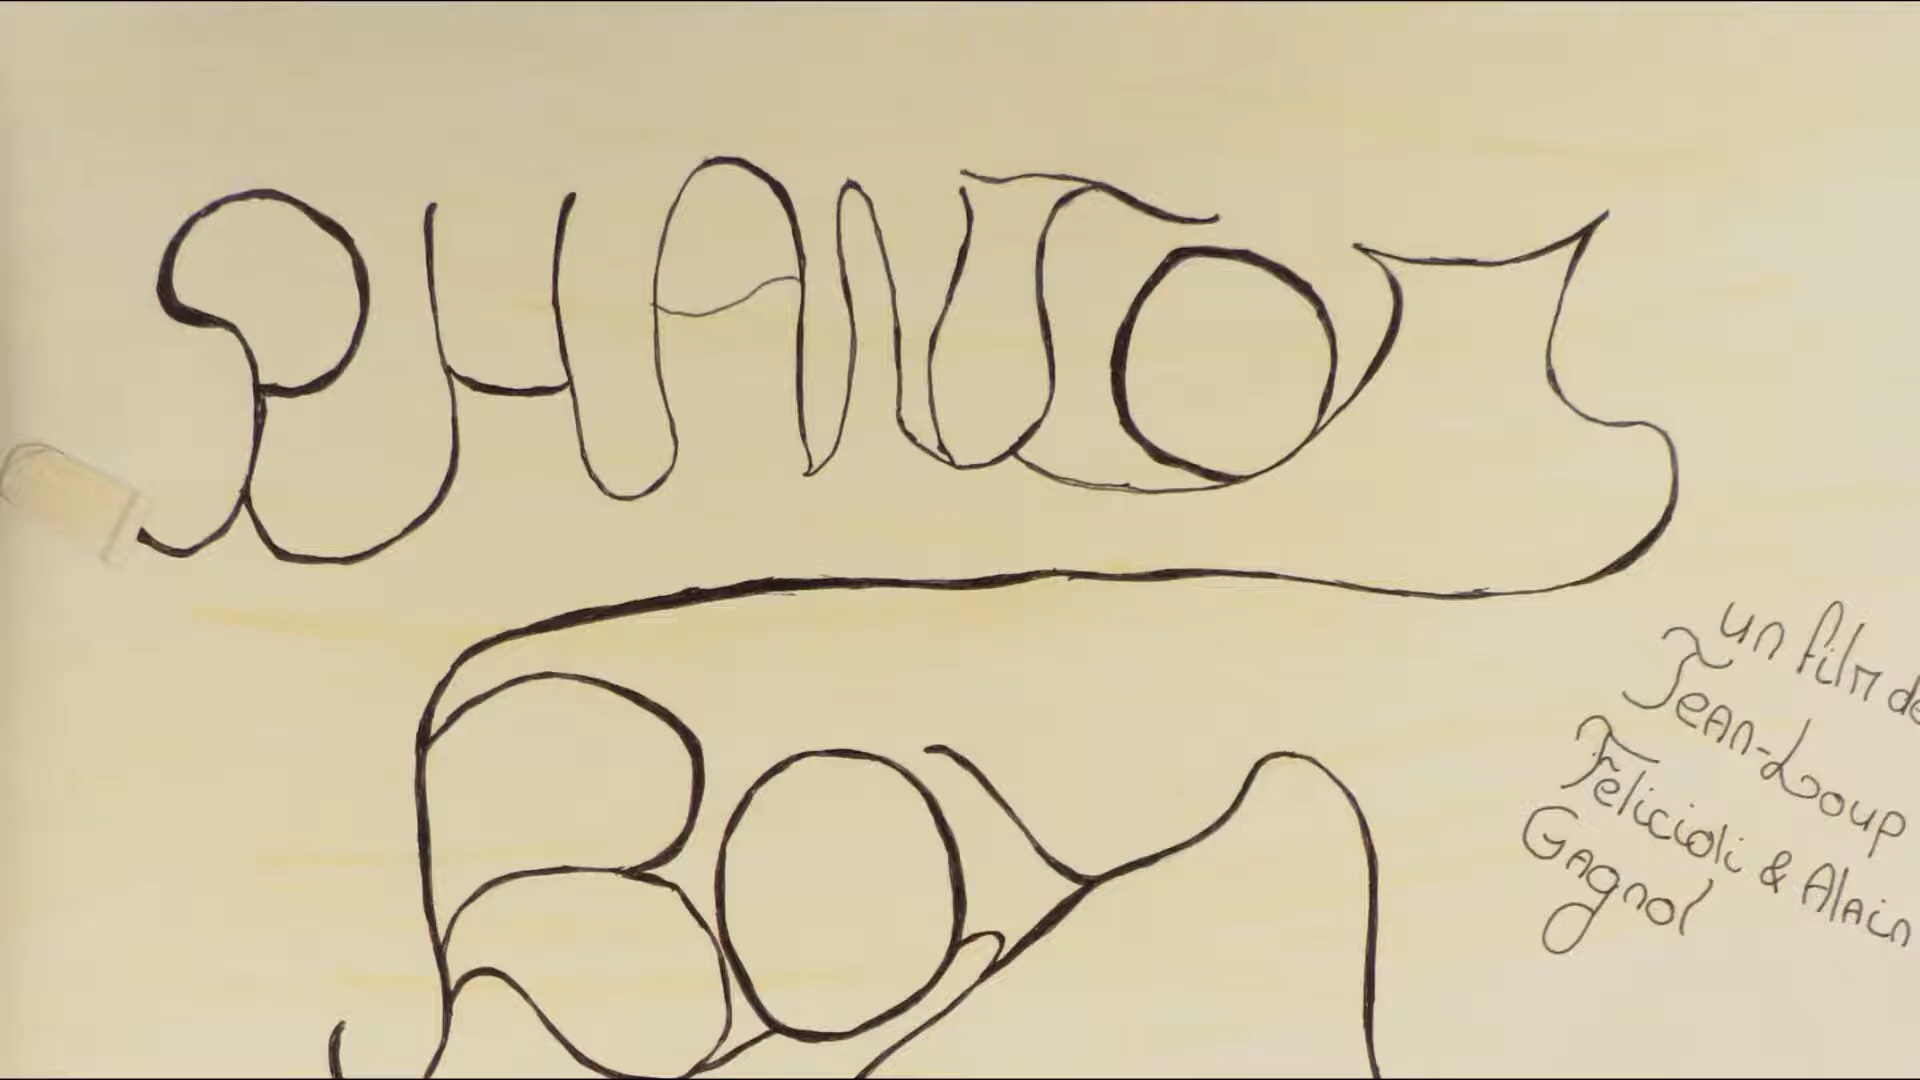 PHANTOM
BOY
un film de
Jean-Loup
Felicioli & Alain
Gagnol